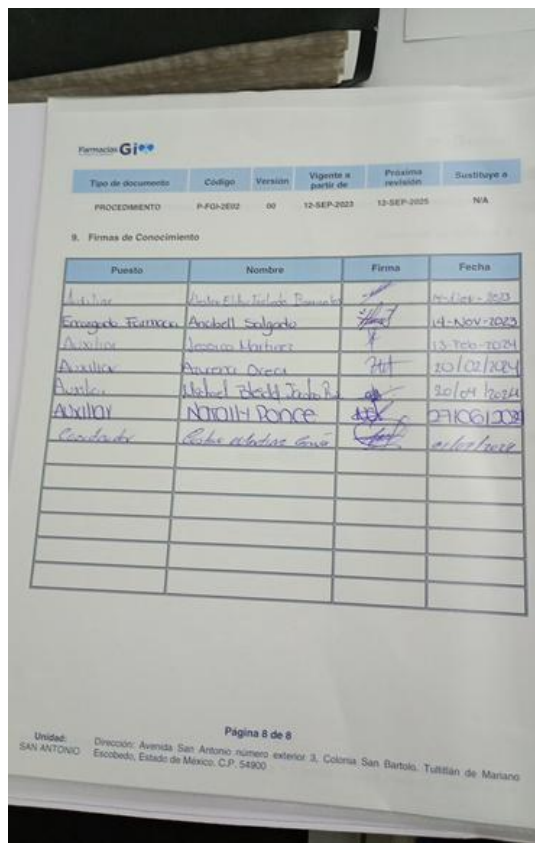 Farmacias Gi
Tipo de documento Código Versión Vigente a partir de Próxima revisión Sustituye a
PROCEDIMIENTO P-FGI-2E02 00 12-SEP-2023 12-SEP-2025 N/A
9. Firmas de Conocimiento
Puesto Nombre Firma Fecha
Auxiliar 2023
Encargado Farmacia Anabell Salgado 14-NOV-2023
Auxiliar Jessica Martinez 13-Feb-2024
Auxiliar 20/02/2024
Auxiliar 20/04/2024
AUXiliar Nataly PONCE
Página 8 de 8
Unidad:
SAN ANTONIO
Dirección: Avenida San Antonio número exterior 3, Colonia San Bartolo, Tultitlán de Mariano
Escobedo, Estado de México. C.P. 54900